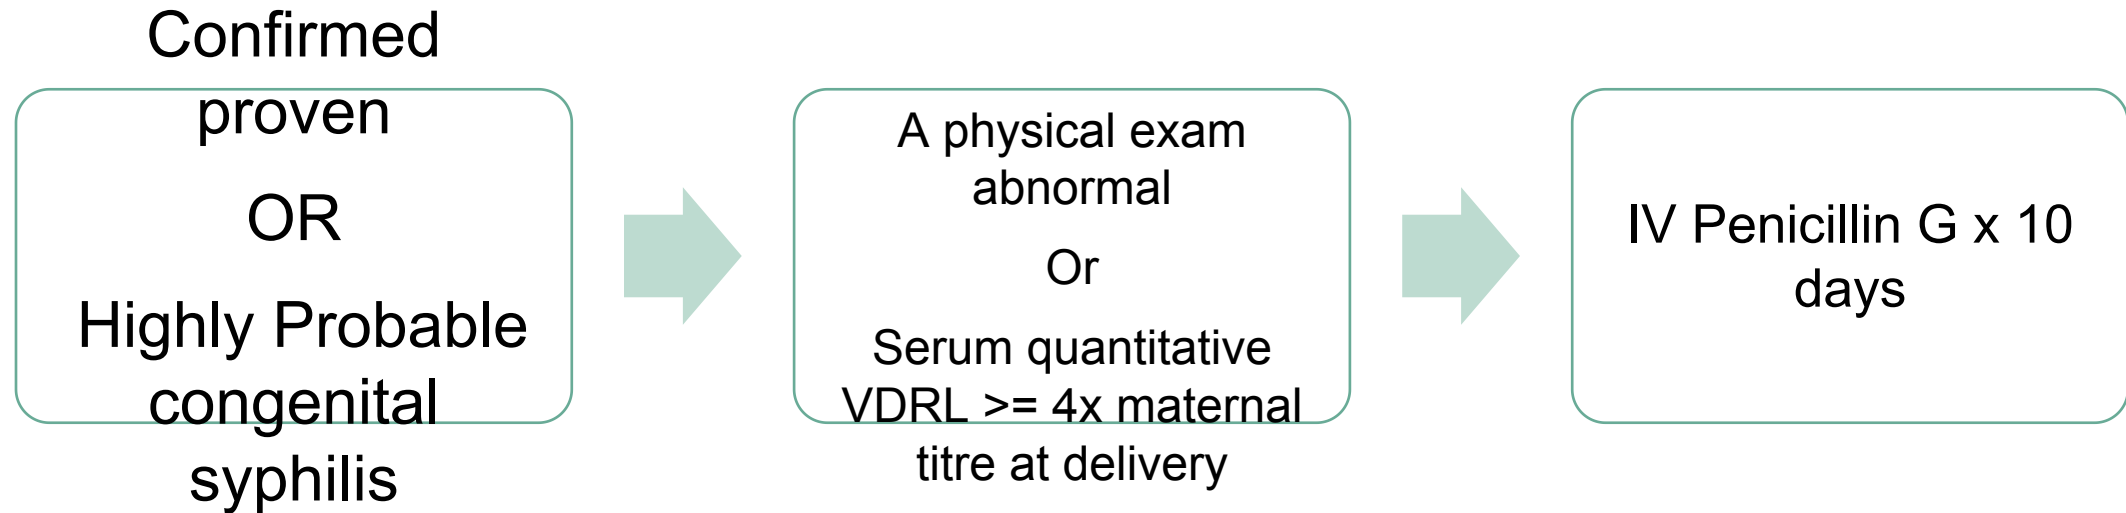 Confirmed
proven
OR
Highly Probable
congenital
syphilis
A physical exam
abnormal
Or
Serum quantitative
VDRL >= 4x maternal
titre at delivery
IV Penicillin G x 10
days